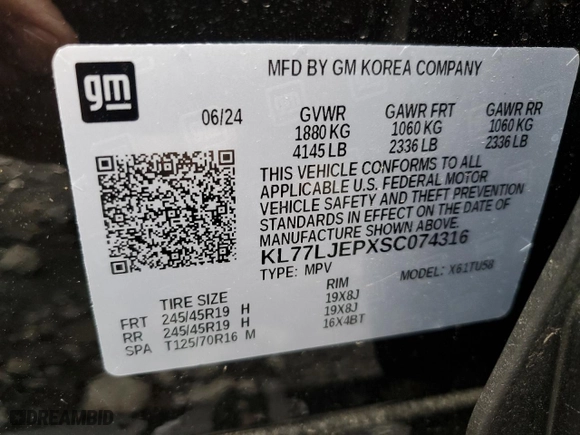 gm
MFD BY GM KOREA COMPANY
06/24 GVWR GAWR FRT GAWR RR
1880 KG 1060 KG 1060 KG
4145 LB 2336 LB 2336 LB
THIS VEHICLE CONFORMS TO ALL
APPLICABLE U.S. FEDERAL MOTOR
VEHICLE SAFETY AND THEFT PREVENTION
STANDARDS IN EFFECT ON THE DATE OF
MANUFACTURE SHOWN ABOVE.
KL77LJEPXSC074316
TYPE: MPV MODEL: X61TU58
TIRE SIZE RIM
FRT 245/45R19 H 19X8J
RR 245/45R19 H 19X8J
SPA T125/70R16 M 16X4BT
DREAMBID